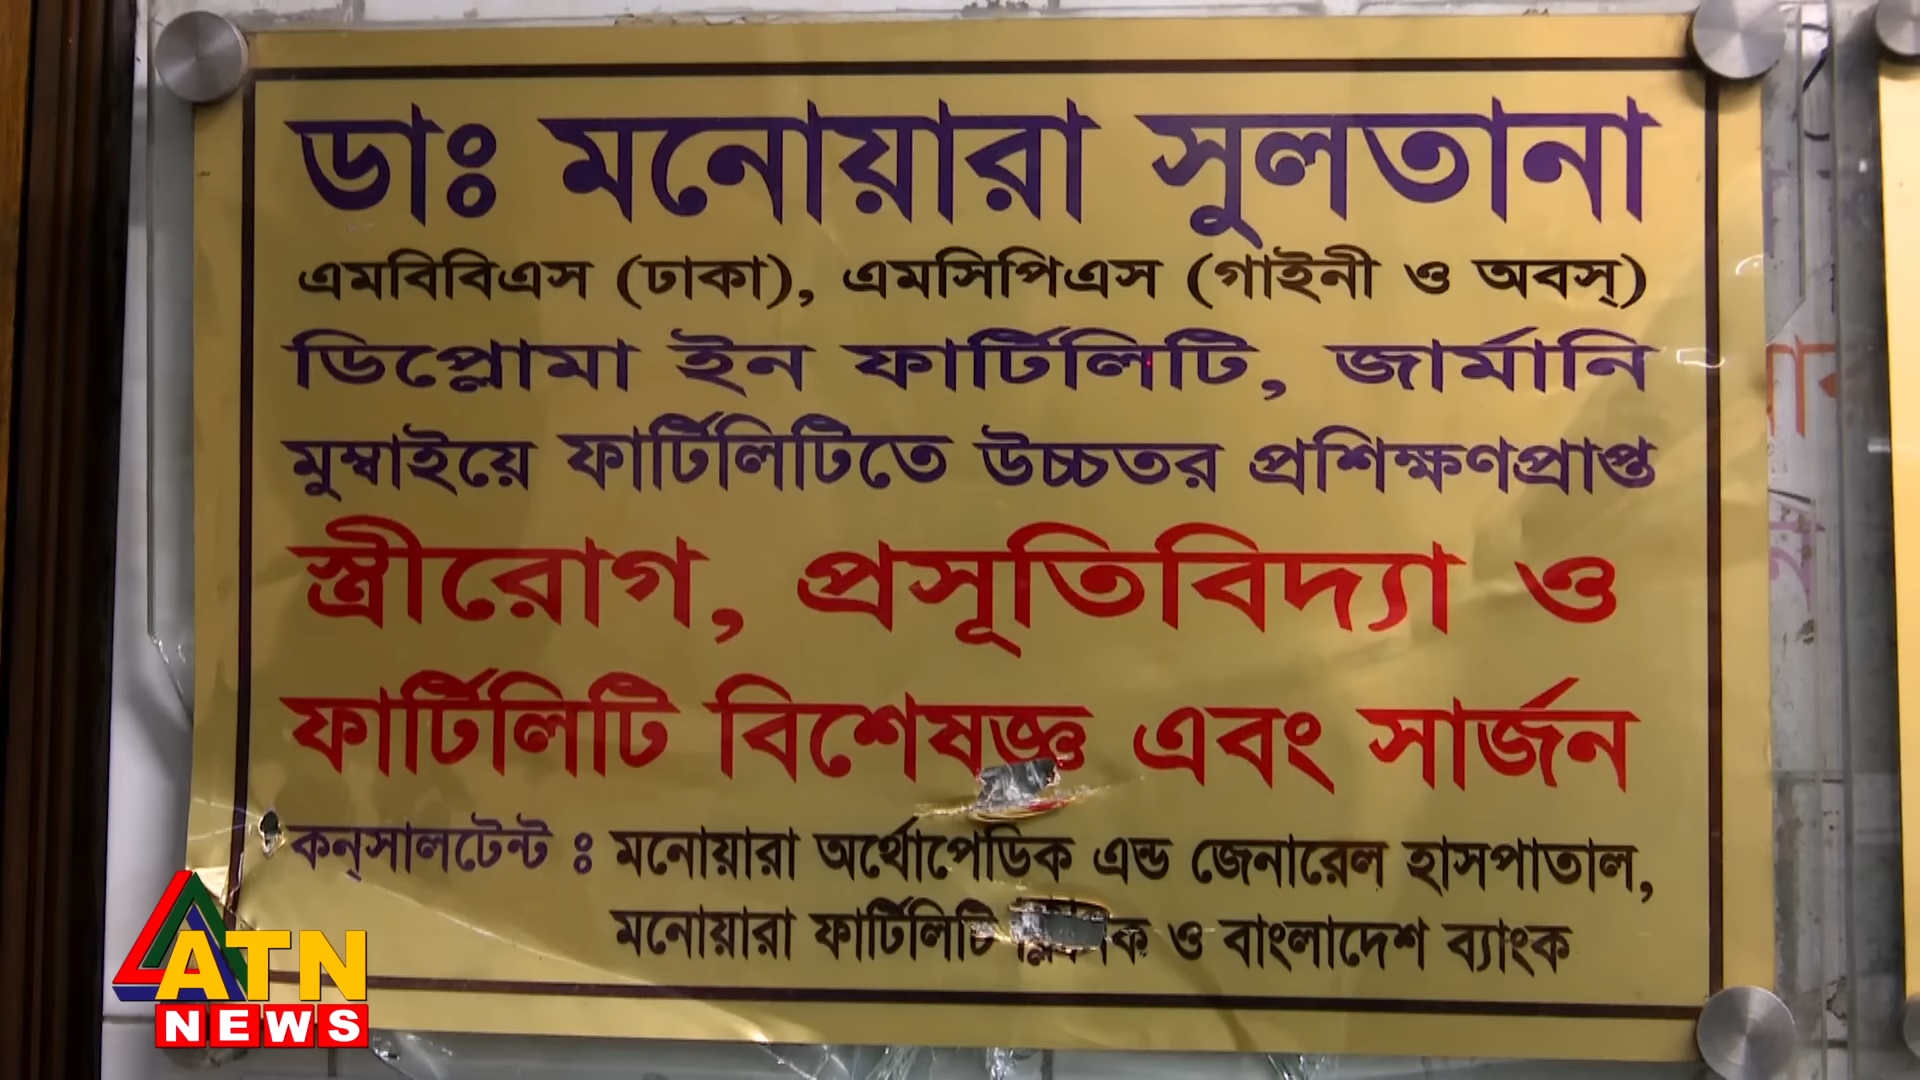 ডাঃ মনোয়ারা সুলতানা
এমবিবিএস (ঢাকা), এমসিপিএস (গাইনী ও অবস্)
ডিপ্লোমা ইন ফার্টিলিটি, জার্মানি
মুম্বাইয়ে ফার্টিলিটিতে উচ্চতর প্রশিক্ষণপ্রাপ্ত
স্ত্রীরোগ, প্রসূতিবিদ্যা ও
ফার্টিলিটি বিশেষজ্ঞ এবং সার্জন
কন্সালটেন্ট ঃ মনোয়ারা অর্থোপেডিক এন্ড জেনারেল হাসপাতাল,
মনোয়ারা ফার্টিলিটি ও বাংলাদেশ ব্যাংক
ATN
NEWS